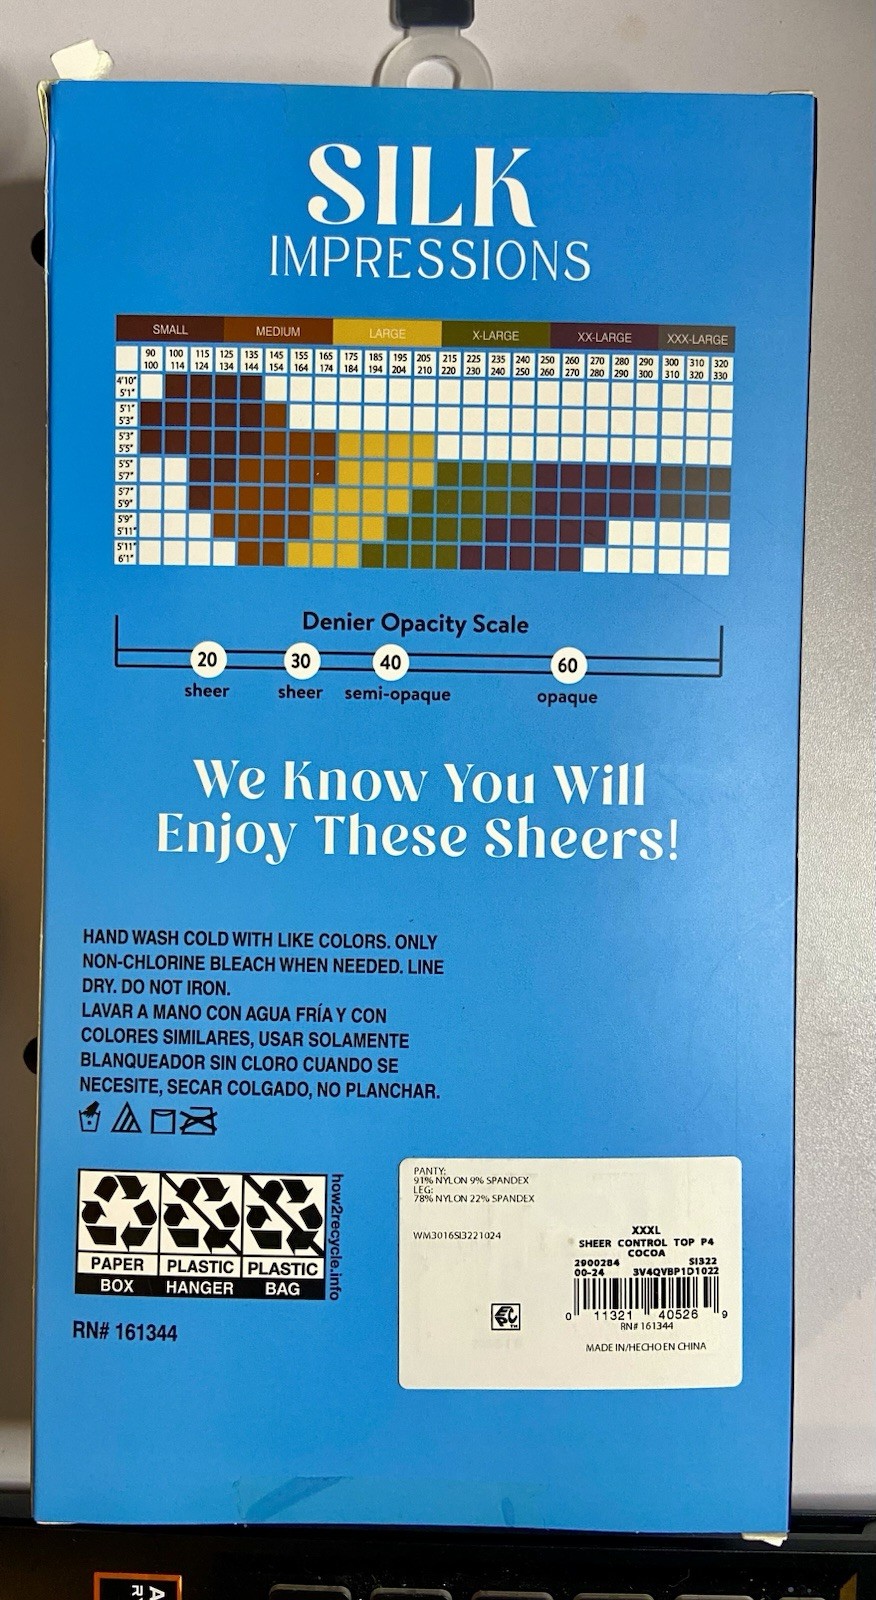 SILK
IMPRESSIONS
SMALL MEDIUM LARGE X-LARGE XX-LARGE XXX-LARGE
90 100 115 125 135 145 155 165 175 185 195 205 215 225 235 240 250 260 270 280 290 300 310 320
100 114 124 134 144 154 164 174 184 194 204 210 220 230 240 250 260 270 280 290 300 310 320 330
4'10"
5'1"
5'1"
5'3"
5'3"
5'5"
5'5"
5'7"
5'7"
5'9"
5'9"
5'11"
5'11"
6'1"
Denier Opacity Scale
20 30 40 60
sheer sheer semi-opaque opaque
We Know You Will
Enjoy These Sheers!
HAND WASH COLD WITH LIKE COLORS. ONLY
NON-CHLORINE BLEACH WHEN NEEDED. LINE
DRY. DO NOT IRON.
LAVAR A MANO CON AGUA FRÍA Y CON
COLORES SIMILARES, USAR SOLAMENTE
BLANQUEADOR SIN CLORO CUANDO SE
NECESITE, SECAR COLGADO, NO PLANCHAR.
PAPER PLASTIC PLASTIC
BOX HANGER BAG
how2recycle.info
RN# 161344
PANTY:
91% NYLON 9% SPANDEX
LEG:
78% NYLON 22% SPANDEX
WM3016SI3221024
XXXL
SHEER CONTROL TOP P4
COCOA
2900284 SI322
00-24 3V4QVBP1D1022
0 11321 40526 9
RN# 161344
MADE IN/HECHO EN CHINA